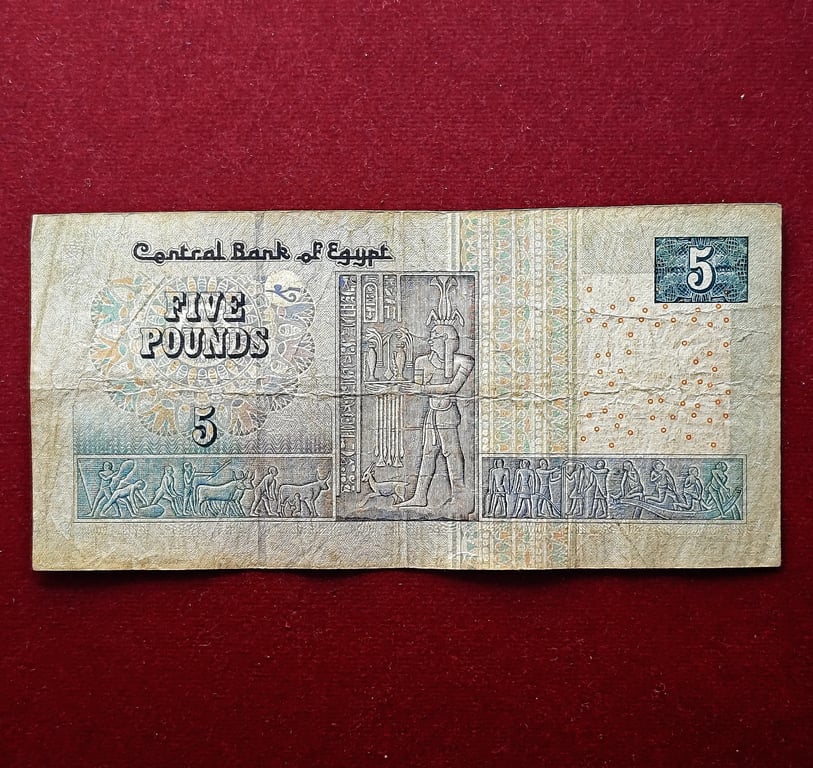 Central Bank of Egypt
5
FIVE
POUNDS
5